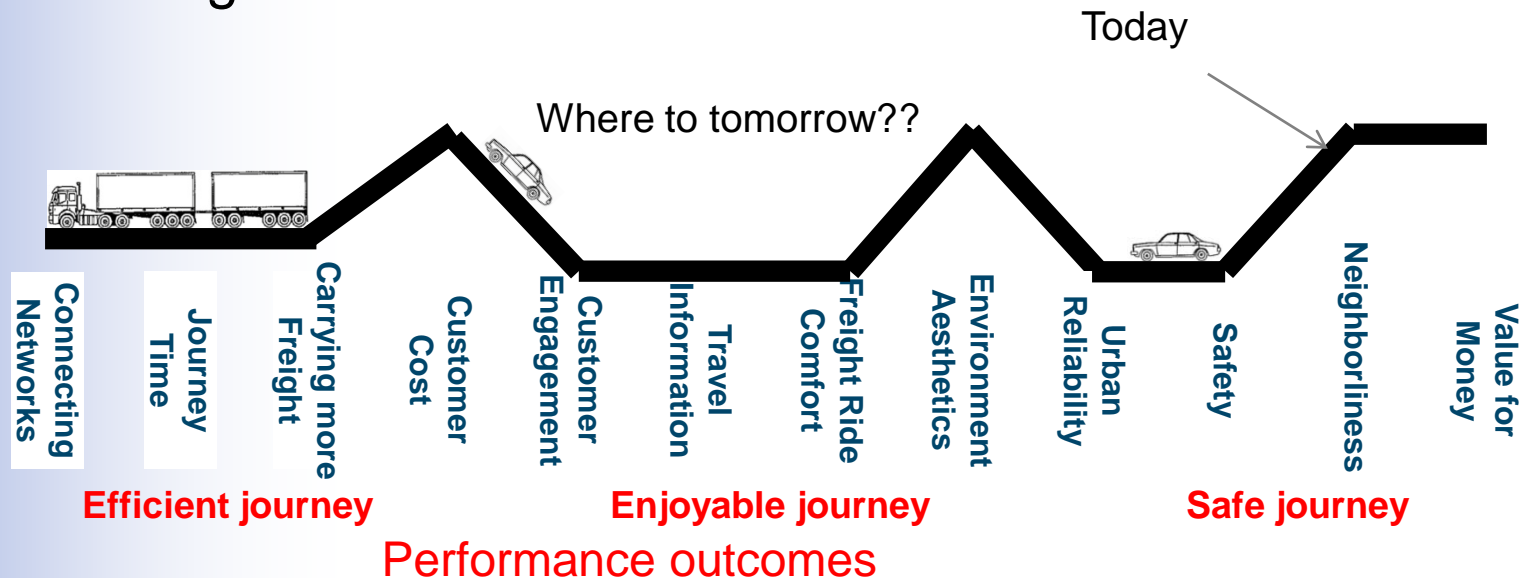 Today
Where to tomorrow??
Connecting
Networks
Journey
Time
Carrying more
Freight
Customer
Cost
Customer
Engagement
Travel
Information
Freight Ride
Comfort
Environment
Aesthetics
Urban
Reliability
Safety
Neighborliness
Value for
Money
Efficient journey
Enjoyable journey
Safe journey
Performance outcomes